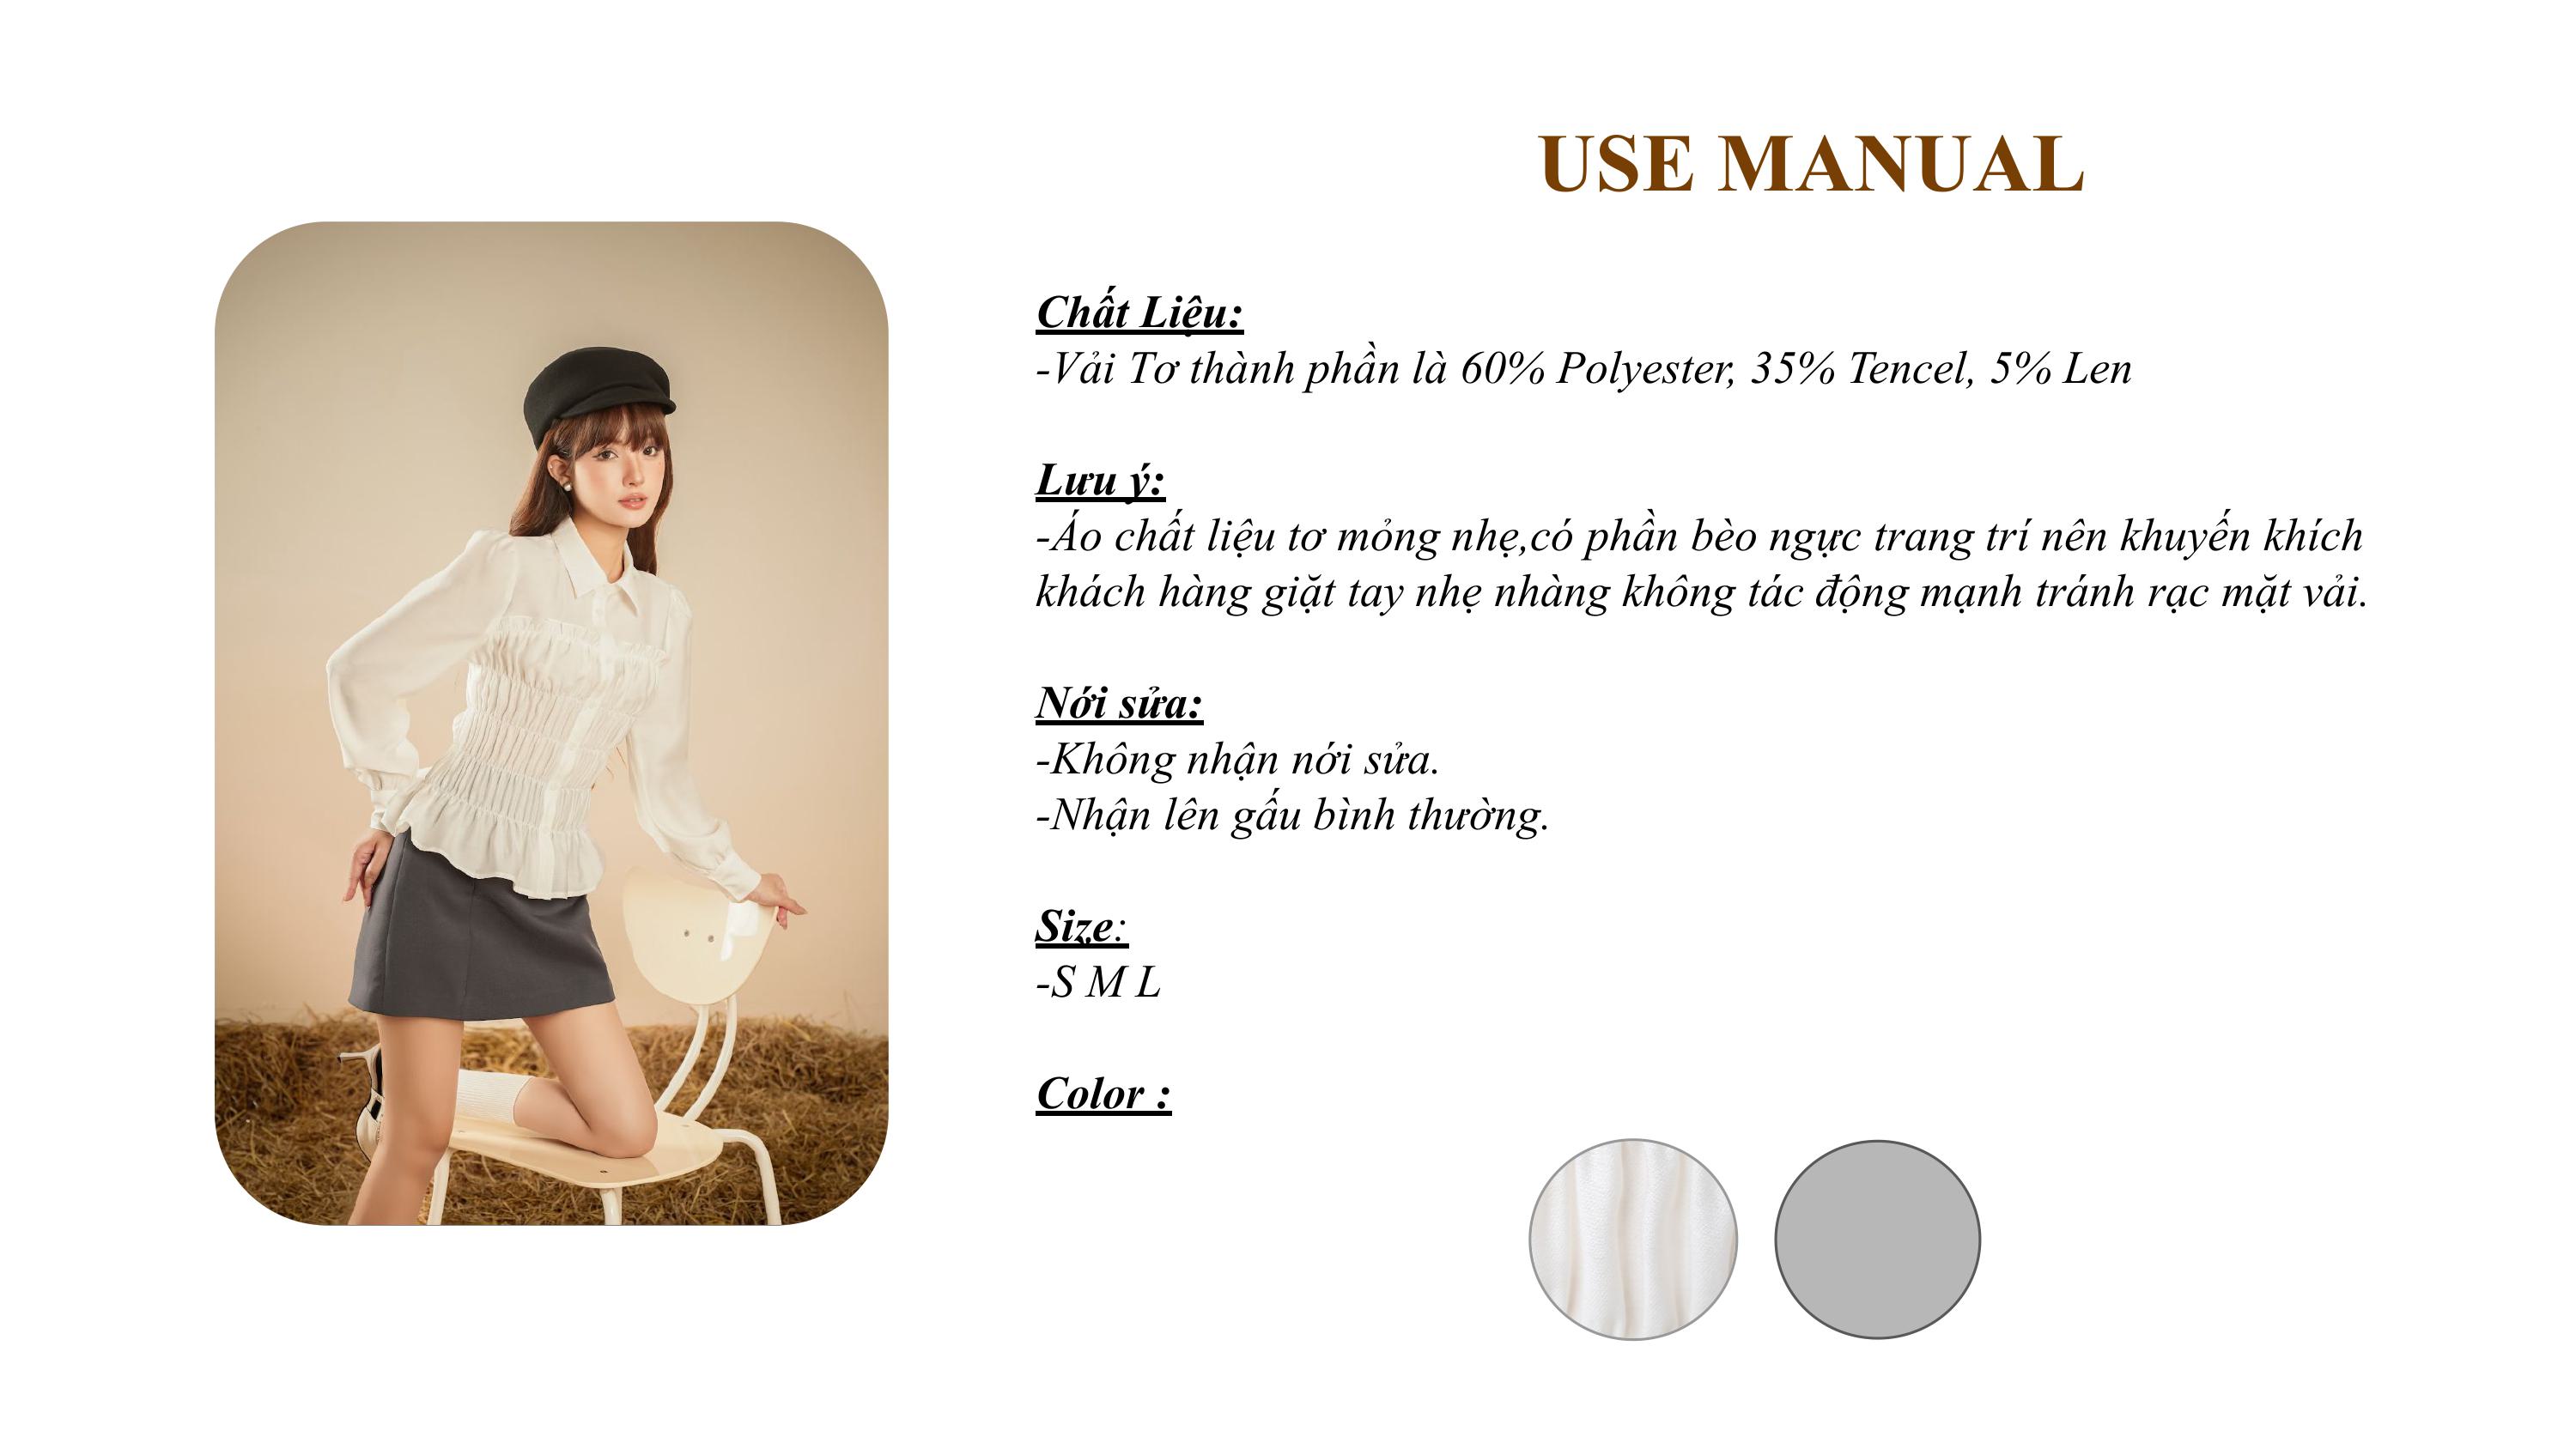 USE MANUAL
Chất Liệu:
-Vải Tơ thành phần là 60% Polyester, 35% Tencel, 5% Len
Lưu ý:
-Áo chất liệu tơ mỏng nhẹ,có phần bèo ngực trang trí nên khuyến khích
khách hàng giặt tay nhẹ nhàng không tác động mạnh tránh rạc mặt vải.
Nới sửa:
-Không nhận nới sửa.
-Nhận lên gấu bình thường.
Size:
-S M L
Color :